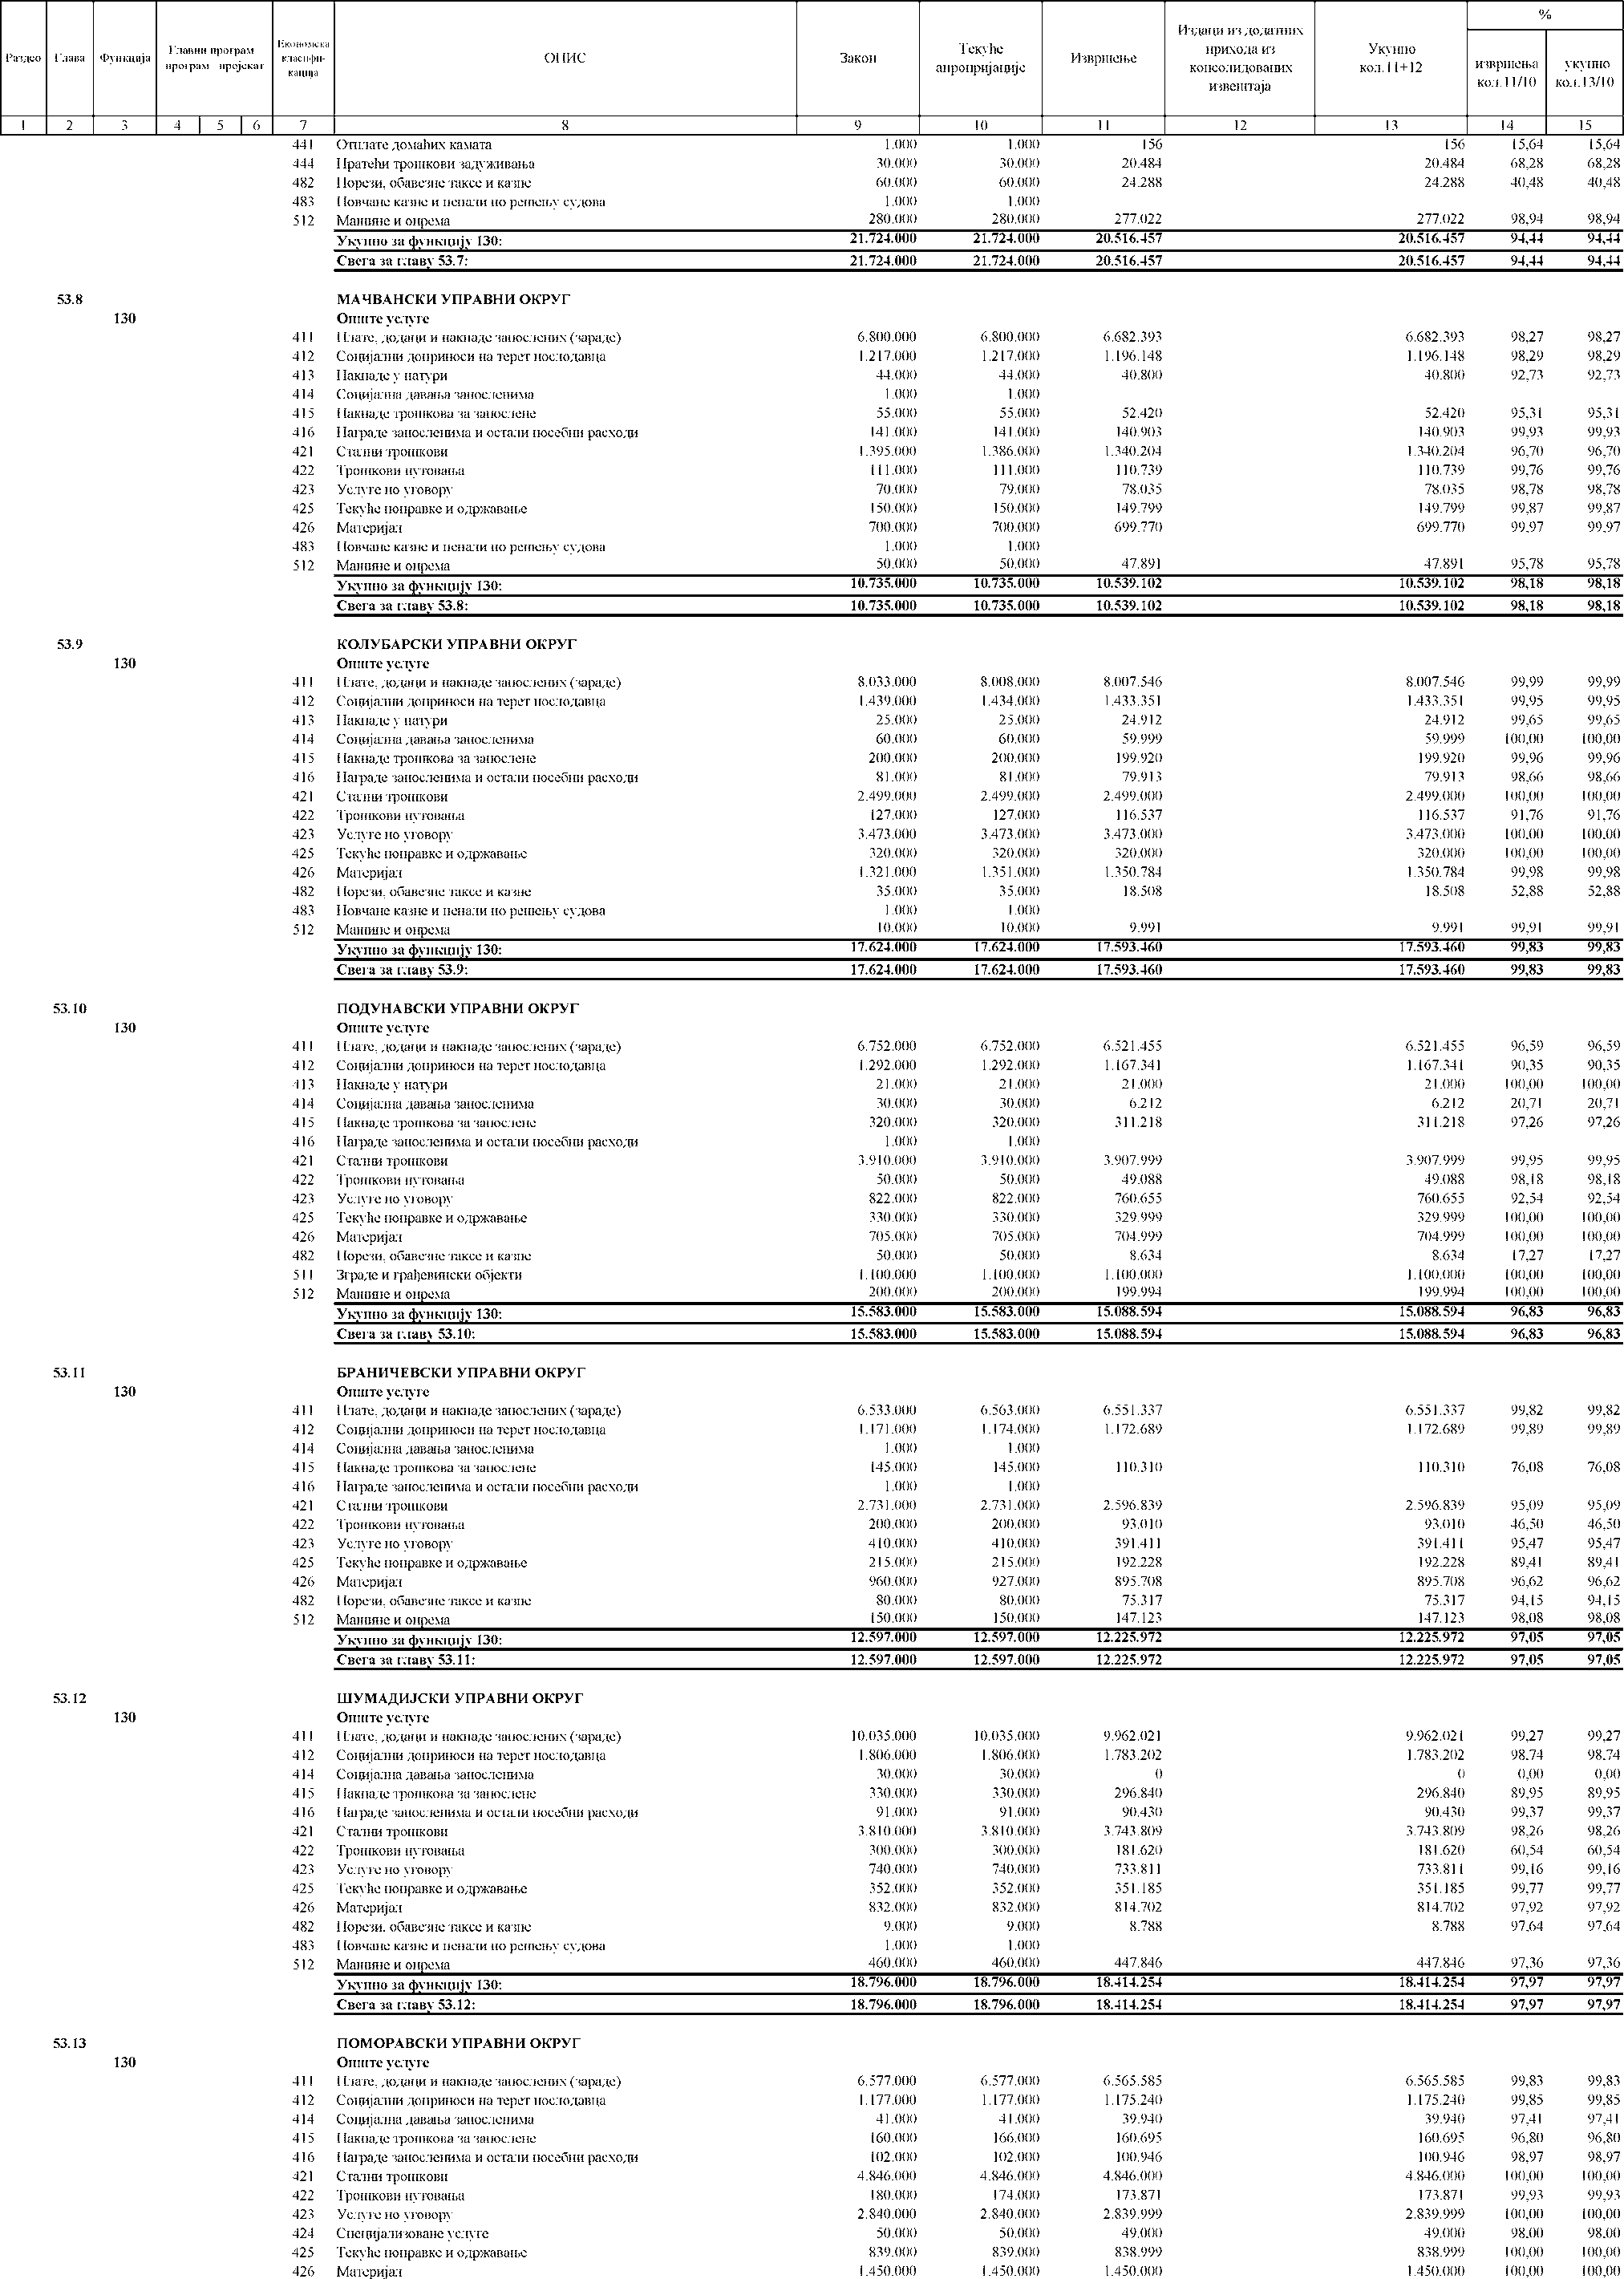 Раздео Глава Функција Главни програм програм пројекат Економска класифи-кација ОПИС Закон Текуће апропријације Извршење Издаци из додатних прихода из консолидованих извештаја Укупно кол.11+12 % извршења кол.11/10 укупно кол.13/10
1 2 3 4 5 6 7 8 9 10 11 12 13 14 15
441 Отплате домаћих камата 1.000 1.000 156 156 15,64 15,64
444 Пратећи трошкови задуживања 30.000 30.000 20.484 20.484 68,28 68,28
482 Порези, обавезне таксе и казне 60.000 60.000 24.288 24.288 40,48 40,48
483 Новчане казне и пенали по решењу судова 1.000 1.000
512 Машине и опрема 280.000 280.000 277.022 277.022 98,94 98,94
Укупно за функцију 130: 21.724.000 21.724.000 20.516.457 20.516.457 94,44 94,44
Свега за главу 53.7: 21.724.000 21.724.000 20.516.457 20.516.457 94,44 94,44
53.8 МАЧВАНСКИ УПРАВНИ ОКРУГ
130 Опште услуге
411 Плате, додаци и накнаде запослених (зараде) 6.800.000 6.800.000 6.682.393 6.682.393 98,27 98,27
412 Социјални доприноси на терет послодавца 1.217.000 1.217.000 1.196.148 1.196.148 98,29 98,29
413 Накнаде у натури 44.000 44.000 40.800 40.800 92,73 92,73
414 Социјална давања запосленима 1.000 1.000
415 Накнаде трошкова за запослене 55.000 55.000 52.420 52.420 95,31 95,31
416 Награде запосленима и остали посебни расходи 141.000 141.000 140.903 140.903 99,93 99,93
421 Стални трошкови 1.395.000 1.386.000 1.340.204 1.340.204 96,70 96,70
422 Трошкови путовања 111.000 111.000 110.739 110.739 99,76 99,76
423 Услуге по уговору 70.000 79.000 78.035 78.035 98,78 98,78
425 Текуће поправке и одржавање 150.000 150.000 149.799 149.799 99,87 99,87
426 Материјал 700.000 700.000 699.770 699.770 99,97 99,97
483 Новчане казне и пенали по решењу судова 1.000 1.000
512 Машине и опрема 50.000 50.000 47.891 47.891 95,78 95,78
Укупно за функцију 130: 10.735.000 10.735.000 10.539.102 10.539.102 98,18 98,18
Свега за главу 53.8: 10.735.000 10.735.000 10.539.102 10.539.102 98,18 98,18
53.9 КОЛУБАРСКИ УПРАВНИ ОКРУГ
130 Опште услуге
411 Плате, додаци и накнаде запослених (зараде) 8.033.000 8.008.000 8.007.546 8.007.546 99,99 99,99
412 Социјални доприноси на терет послодавца 1.439.000 1.434.000 1.433.351 1.433.351 99,95 99,95
413 Накнаде у натури 25.000 25.000 24.912 24.912 99,65 99,65
414 Социјална давања запосленима 60.000 60.000 59.999 59.999 100,00 100,00
415 Накнаде трошкова за запослене 200.000 200.000 199.920 199.920 99,96 99,96
416 Награде запосленима и остали посебни расходи 81.000 81.000 79.913 79.913 98,66 98,66
421 Стални трошкови 2.499.000 2.499.000 2.499.000 2.499.000 100,00 100,00
422 Трошкови путовања 127.000 127.000 116.537 116.537 91,76 91,76
423 Услуге по уговору 3.473.000 3.473.000 3.473.000 3.473.000 100,00 100,00
425 Текуће поправке и одржавање 320.000 320.000 320.000 320.000 100,00 100,00
426 Материјал 1.321.000 1.351.000 1.350.784 1.350.784 99,98 99,98
482 Порези, обавезне таксе и казне 35.000 35.000 18.508 18.508 52,88 52,88
483 Новчане казне и пенали по решењу судова 1.000 1.000
512 Машине и опрема 10.000 10.000 9.991 9.991 99,91 99,91
Укупно за функцију 130: 17.624.000 17.624.000 17.593.460 17.593.460 99,83 99,83
Свега за главу 53.9: 17.624.000 17.624.000 17.593.460 17.593.460 99,83 99,83
53.10 ПОДУНАВСКИ УПРАВНИ ОКРУГ
130 Опште услуге
411 Плате, додаци и накнаде запослених (зараде) 6.752.000 6.752.000 6.521.455 6.521.455 96,59 96,59
412 Социјални доприноси на терет послодавца 1.292.000 1.292.000 1.167.341 1.167.341 90,35 90,35
413 Накнаде у натури 21.000 21.000 21.000 21.000 100,00 100,00
414 Социјална давања запосленима 30.000 30.000 6.212 6.212 20,71 20,71
415 Накнаде трошкова за запослене 320.000 320.000 311.218 311.218 97,26 97,26
416 Награде запосленима и остали посебни расходи 1.000 1.000
421 Стални трошкови 3.910.000 3.910.000 3.907.999 3.907.999 99,95 99,95
422 Трошкови путовања 50.000 50.000 49.088 49.088 98,18 98,18
423 Услуге по уговору 822.000 822.000 760.655 760.655 92,54 92,54
425 Текуће поправке и одржавање 330.000 330.000 329.999 329.999 100,00 100,00
426 Материјал 705.000 705.000 704.999 704.999 100,00 100,00
482 Порези, обавезне таксе и казне 50.000 50.000 8.634 8.634 17,27 17,27
511 Зграде и грађевински објекти 1.100.000 1.100.000 1.100.000 1.100.000 100,00 100,00
512 Машине и опрема 200.000 200.000 199.994 199.994 100,00 100,00
Укупно за функцију 130: 15.583.000 15.583.000 15.088.594 15.088.594 96,83 96,83
Свега за главу 53.10: 15.583.000 15.583.000 15.088.594 15.088.594 96,83 96,83
53.11 БРАНИЧЕВСКИ УПРАВНИ ОКРУГ
130 Опште услуге
411 Плате, додаци и накнаде запослених (зараде) 6.533.000 6.563.000 6.551.337 6.551.337 99,82 99,82
412 Социјални доприноси на терет послодавца 1.171.000 1.174.000 1.172.689 1.172.689 99,89 99,89
414 Социјална давања запосленима 1.000 1.000
415 Накнаде трошкова за запослене 145.000 145.000 110.310 110.310 76,08 76,08
416 Награде запосленима и остали посебни расходи 1.000 1.000
421 Стални трошкови 2.731.000 2.731.000 2.596.839 2.596.839 95,09 95,09
422 Трошкови путовања 200.000 200.000 93.010 93.010 46,50 46,50
423 Услуге по уговору 410.000 410.000 391.411 391.411 95,47 95,47
425 Текуће поправке и одржавање 215.000 215.000 192.228 192.228 89,41 89,41
426 Материјал 960.000 927.000 895.708 895.708 96,62 96,62
482 Порези, обавезне таксе и казне 80.000 80.000 75.317 75.317 94,15 94,15
512 Машине и опрема 150.000 150.000 147.123 147.123 98,08 98,08
Укупно за функцију 130: 12.597.000 12.597.000 12.225.972 12.225.972 97,05 97,05
Свега за главу 53.11: 12.597.000 12.597.000 12.225.972 12.225.972 97,05 97,05
53.12 ШУМАДИЈСКИ УПРАВНИ ОКРУГ
130 Опште услуге
411 Плате, додаци и накнаде запослених (зараде) 10.035.000 10.035.000 9.962.021 9.962.021 99,27 99,27
412 Социјални доприноси на терет послодавца 1.806.000 1.806.000 1.783.202 1.783.202 98,74 98,74
414 Социјална давања запосленима 30.000 30.000 0 0 0,00 0,00
415 Накнаде трошкова за запослене 330.000 330.000 296.840 296.840 89,95 89,95
416 Награде запосленима и остали посебни расходи 91.000 91.000 90.430 90.430 99,37 99,37
421 Стални трошкови 3.810.000 3.810.000 3.743.809 3.743.809 98,26 98,26
422 Трошкови путовања 300.000 300.000 181.620 181.620 60,54 60,54
423 Услуге по уговору 740.000 740.000 733.811 733.811 99,16 99,16
425 Текуће поправке и одржавање 352.000 352.000 351.185 351.185 99,77 99,77
426 Материјал 832.000 832.000 814.702 814.702 97,92 97,92
482 Порези, обавезне таксе и казне 9.000 9.000 8.788 8.788 97,64 97,64
483 Новчане казне и пенали по решењу судова 1.000 1.000
512 Машине и опрема 460.000 460.000 447.846 447.846 97,36 97,36
Укупно за функцију 130: 18.796.000 18.796.000 18.414.254 18.414.254 97,97 97,97
Свега за главу 53.12: 18.796.000 18.796.000 18.414.254 18.414.254 97,97 97,97
53.13 ПОМОРАВСКИ УПРАВНИ ОКРУГ
130 Опште услуге
411 Плате, додаци и накнаде запослених (зараде) 6.577.000 6.577.000 6.565.585 6.565.585 99,83 99,83
412 Социјални доприноси на терет послодавца 1.177.000 1.177.000 1.175.240 1.175.240 99,85 99,85
414 Социјална давања запосленима 41.000 41.000 39.940 39.940 97,41 97,41
415 Накнаде трошкова за запослене 160.000 166.000 160.695 160.695 96,80 96,80
416 Награде запосленима и остали посебни расходи 102.000 102.000 100.946 100.946 98,97 98,97
421 Стални трошкови 4.846.000 4.846.000 4.846.000 4.846.000 100,00 100,00
422 Трошкови путовања 180.000 174.000 173.871 173.871 99,93 99,93
423 Услуге по уговору 2.840.000 2.840.000 2.839.999 2.839.999 100,00 100,00
424 Специјализоване услуге 50.000 50.000 49.000 49.000 98,00 98,00
425 Текуће поправке и одржавање 839.000 839.000 838.999 838.999 100,00 100,00
426 Материјал 1.450.000 1.450.000 1.450.000 1.450.000 100,00 100,00